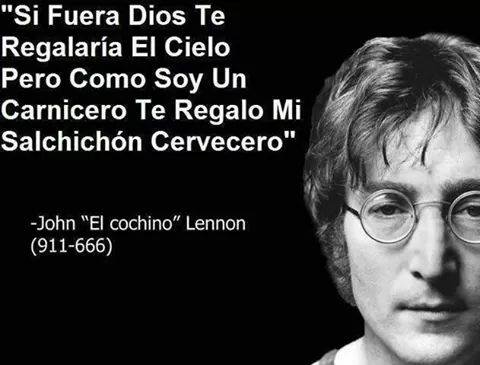 "Si Fuera Dios Te
Regalaría El Cielo
Pero Como Soy Un
Carnicero Te Regalo Mi
Salchichón Cervecero"
-John “El cochino” Lennon
(911-666)